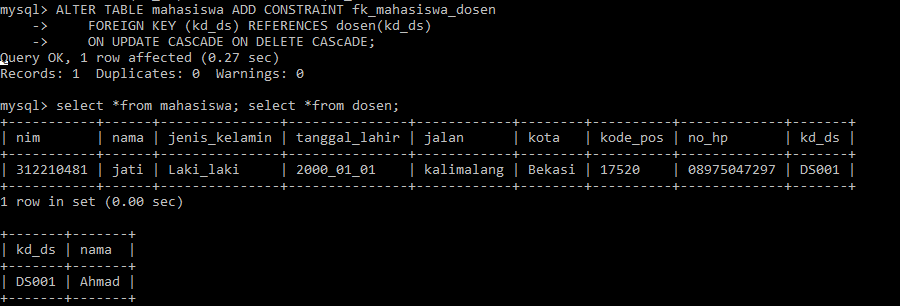 mysql> ALTER TABLE mahasiswa ADD CONSTRAINT fk_mahasiswa_dosen
    ->      FOREIGN KEY (kd_ds) REFERENCES dosen(kd_ds)
    ->      ON UPDATE CASCADE ON DELETE CAScADE;
Query OK, 1 row affected (0.27 sec)
Records: 1  Duplicates: 0  Warnings: 0
mysql> select *from mahasiswa; select *from dosen;
+-----------+------+---------------+---------------+------------+--------+----------+-------------+-------+
| nim       | nama | jenis_kelamin | tanggal_lahir | jalan      | kota   | kode_pos | no_hp       | kd_ds |
+-----------+------+---------------+---------------+------------+--------+----------+-------------+-------+
| 312210481 | jati | Laki_laki     | 2000_01_01    | kalimalang | Bekasi | 17520    | 08975047297 | DS001 |
+-----------+------+---------------+---------------+------------+--------+----------+-------------+-------+
1 row in set (0.00 sec)
+-------+-------+
| kd_ds | nama  |
+-------+-------+
| DS001 | Ahmad |
+-------+-------+